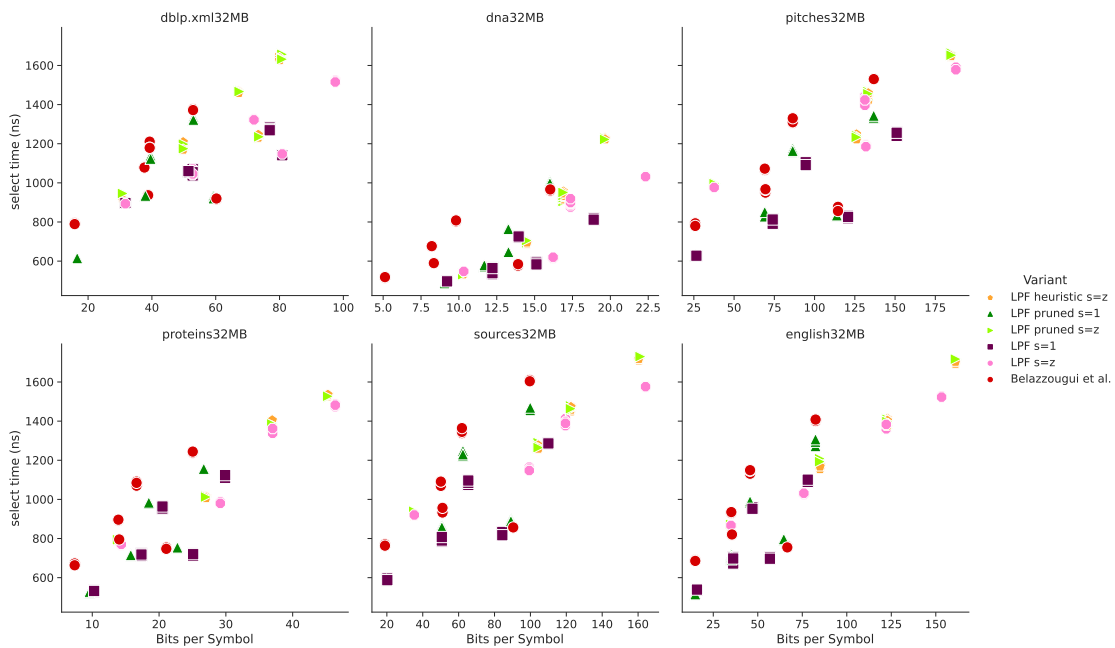 dblp.xml32MB
dna32MB
pitches32MB
select time (ns)
1600
1400
1200
1000
800
600
20 40 60 80 100
5.0 7.5 10.0 12.5 15.0 17.5 20.0 22.5
25 50 75 100 125 150 175
Variant
LPF heuristic s=z
LPF pruned s=1
LPF pruned s=z
LPF s=1
LPF s=z
Belazzougui et al.
proteins32MB
sources32MB
english32MB
select time (ns)
1600
1400
1200
1000
800
600
10 20 30 40
20 40 60 80 100 120 140 160
25 50 75 100 125 150
Bits per Symbol
Bits per Symbol
Bits per Symbol